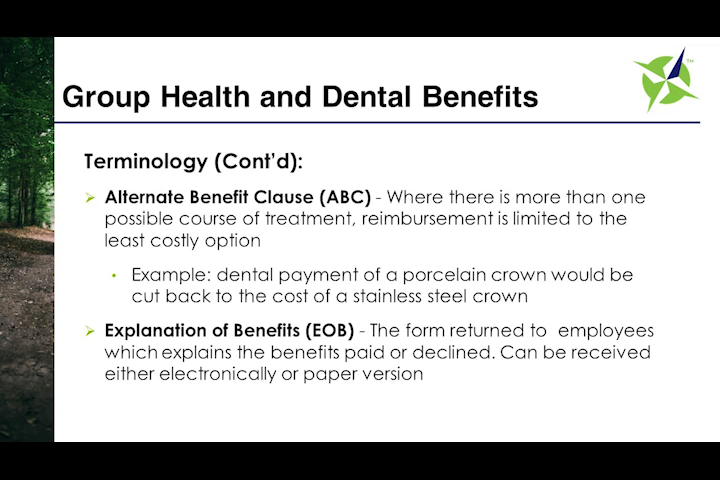 Group Health and Dental Benefits
Terminology (Cont'd):
Alternate Benefit Clause (ABC) - Where there is more than one
possible course of treatment, reimbursement is limited to the
least costly option
Example: dental payment of a porcelain crown would be
cut back to the cost of a stainless steel crown
Explanation of Benefits (EOB) - The form returned to employees
which explains the benefits paid or declined. Can be received
either electronically or paper version
TM